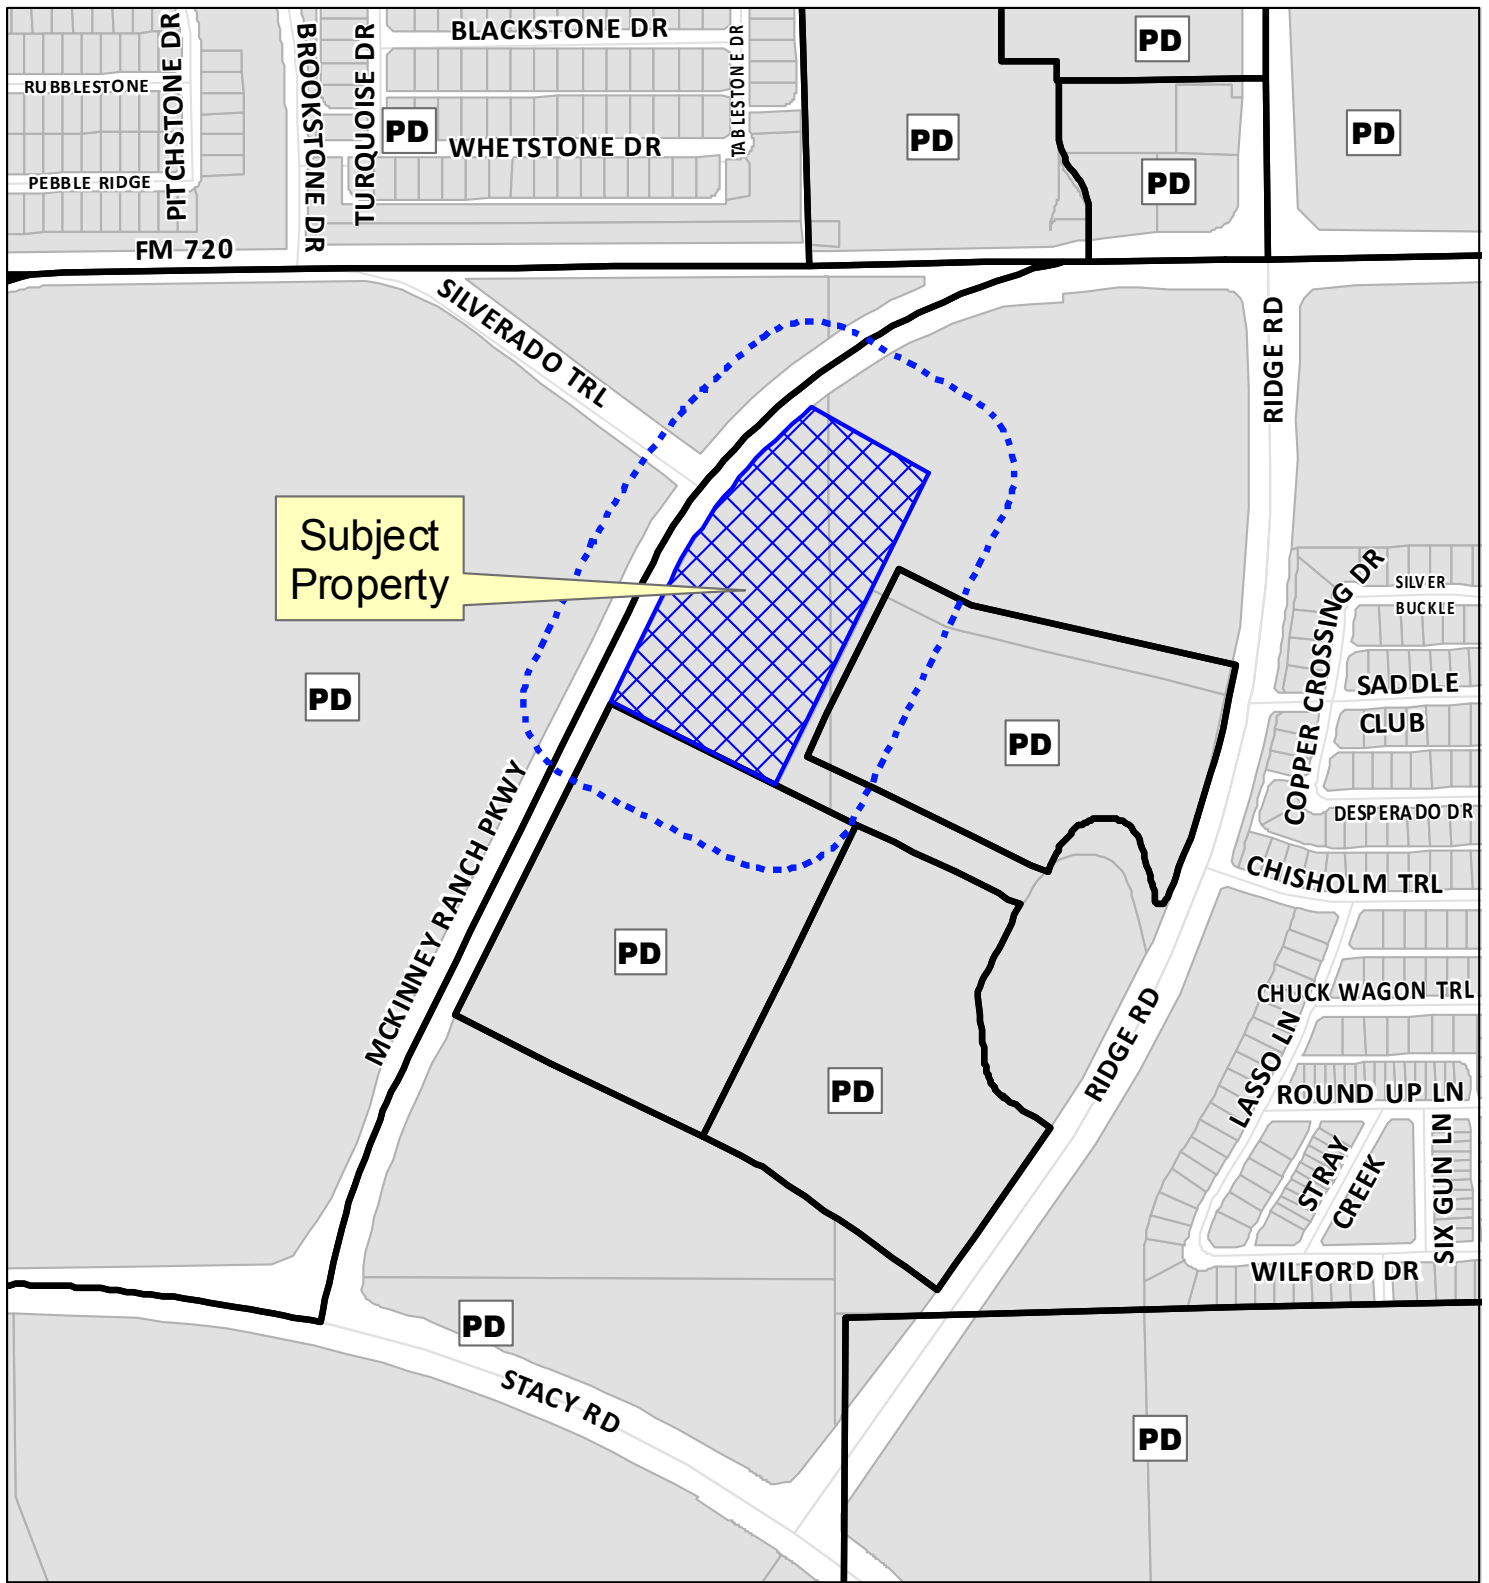 BLACKSTONE DR
PITCHSTONE DR
BROOKSTONE DR
TURQUOISE DR
TABLESTONE DR
PD
RUBBLESTONE
PD
PD
PD
WHETSTONE DR
PEBBLE RIDGE
PD
FM 720
SILVERADO TRL
RIDGE RD
Subject
Property
COPPER CROSSING DR
SILVER
BUCKLE
PD
SADDLE
CLUB
PD
DESPERADO DR
MCKINNEY RANCH PKWY
CHISHOLM TRL
PD
CHUCK WAGON TRL
RIDGE RD
LASSO LN
PD
ROUND UP LN
STRAY
CREEK
SIX GUN LN
WILFORD DR
PD
STACY RD
PD